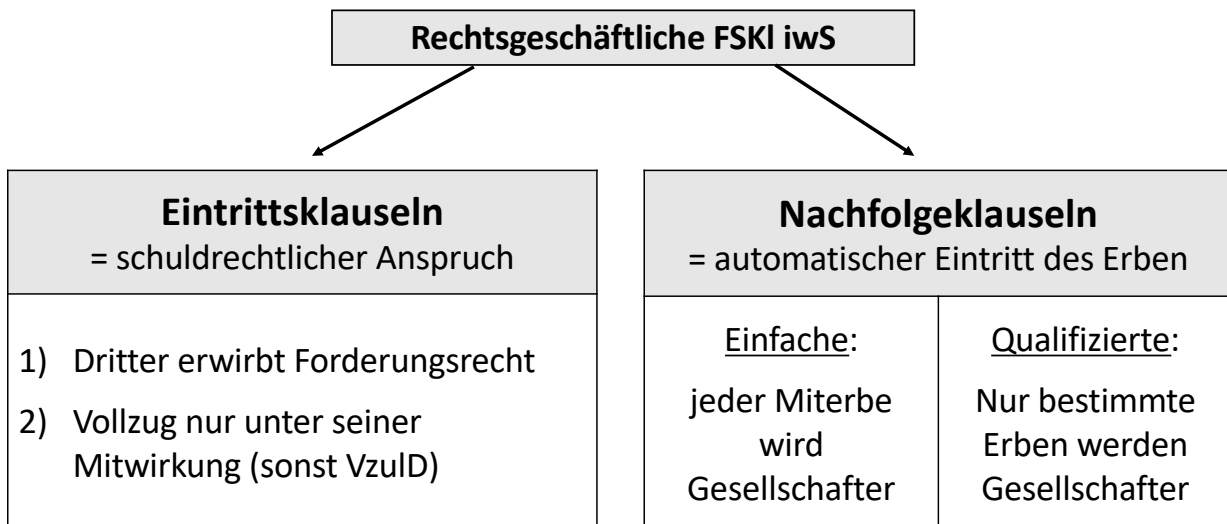 Rechtsgeschäftliche FSKl iwS
Eintrittsklauseln
= schuldrechtlicher Anspruch
1) Dritter erwirbt Forderungsrecht
2) Vollzug nur unter seiner
Mitwirkung (sonst VzulD)
Nachfolgeklauseln
= automatischer Eintritt des Erben
Einfache:
jeder Miterbe
wird
Gesellschafter
Qualifizierte:
Nur bestimmte
Erben werden
Gesellschafter